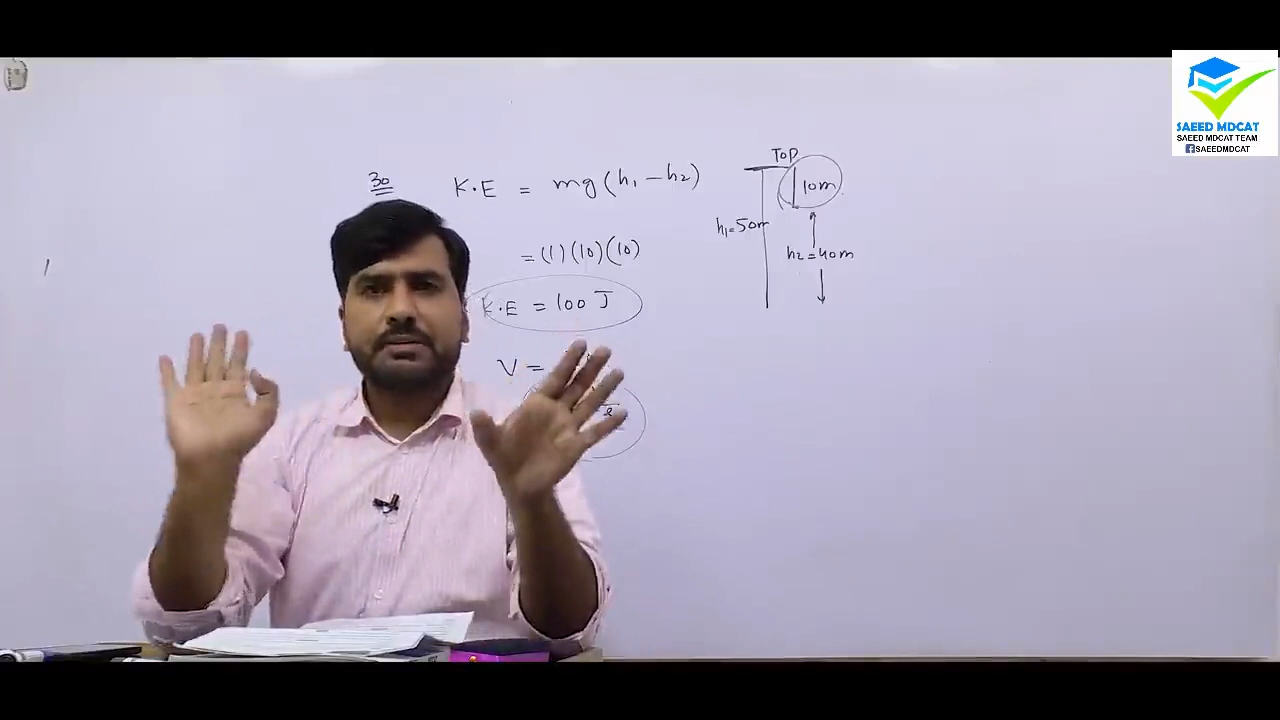 SAEED MDCAT
SAEED MDCAT TEAM
SAEEDMDCAT
30
K.E = mg(h₁ - h₂)
= (1)(10)(10)
K.E = 100 J
V =
TOP
10m
h₁=50m
h₂=40m